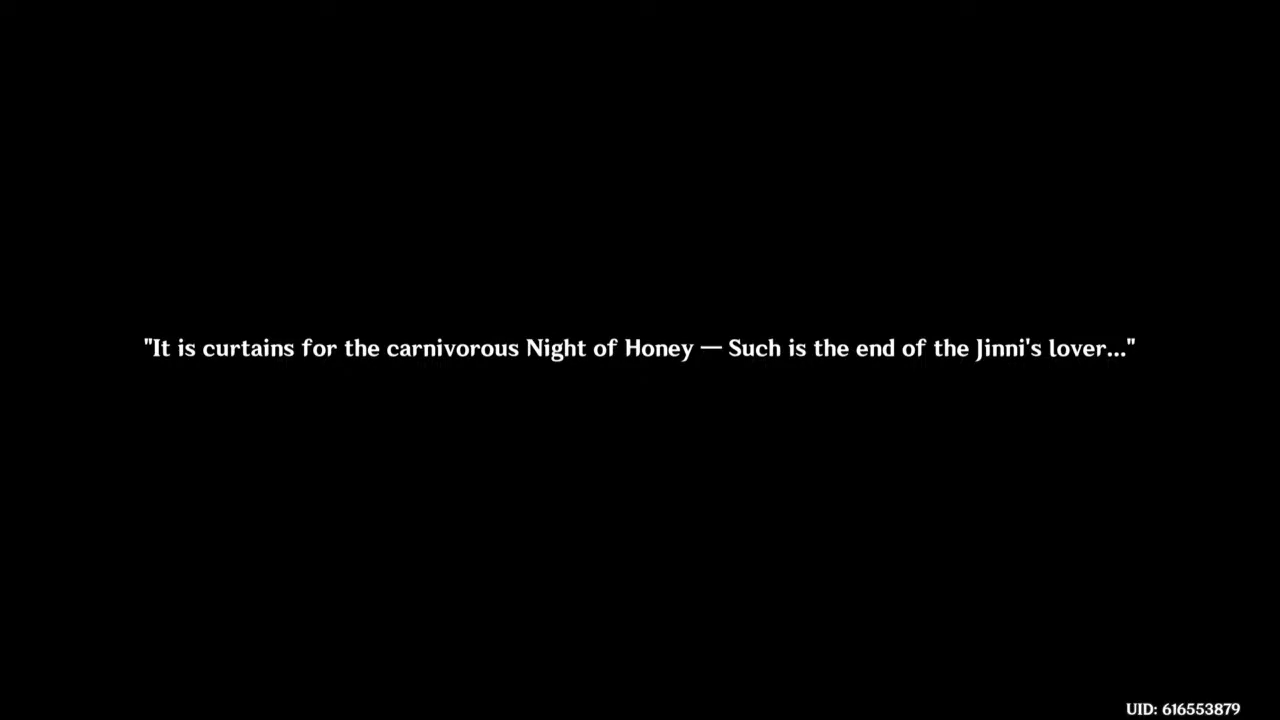 "It is curtains for the carnivorous Night of Honey — Such is the end of the Jinni's lover..."
UID: 616553879